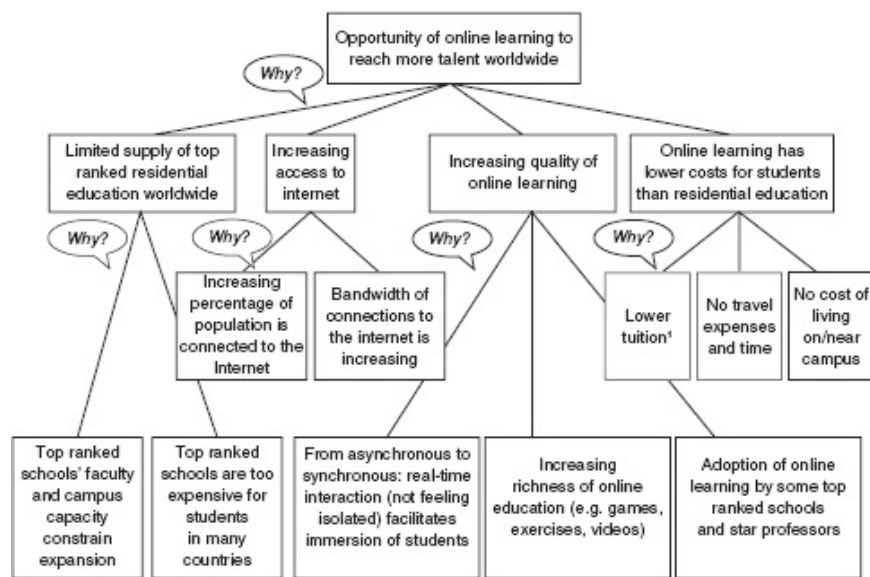 Opportunity of online learning to
reach more talent worldwide
Why?
Limited supply of top
ranked residential
education worldwide
Increasing
access to
internet
Increasing quality of
online learning
Online learning has
lower costs for students
than residential education
Why?
Why?
Why?
Why?
Increasing
percentage of
population is
connected to the
Internet
Bandwidth of
connections to
the internet is
increasing
Lower
tuition¹
No travel
expenses
and time
No cost of
living
on/near
campus
Top ranked
schools' faculty
and campus
capacity
constrain
expansion
Top ranked
schools are too
expensive for
students
in many
countries
From asynchronous to
synchronous: real-time
interaction (not feeling
isolated) facilitates
immersion of students
Increasing
richness of online
education (e.g. games,
exercises, videos)
Adoption of online
learning by some top
ranked schools
and star professors